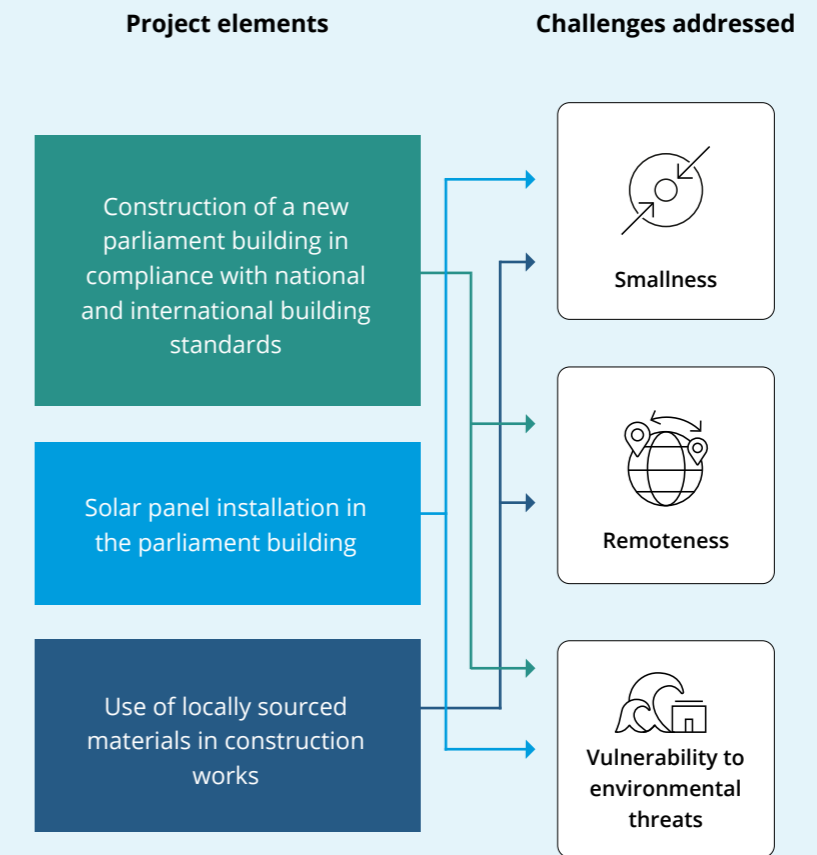 Project elements
Challenges addressed
Construction of a new
parliament building in
compliance with national
and international building
standards
Solar panel installation in
the parliament building
Use of locally sourced
materials in construction
works
Smallness
Remoteness
Vulnerability to
environmental
threats